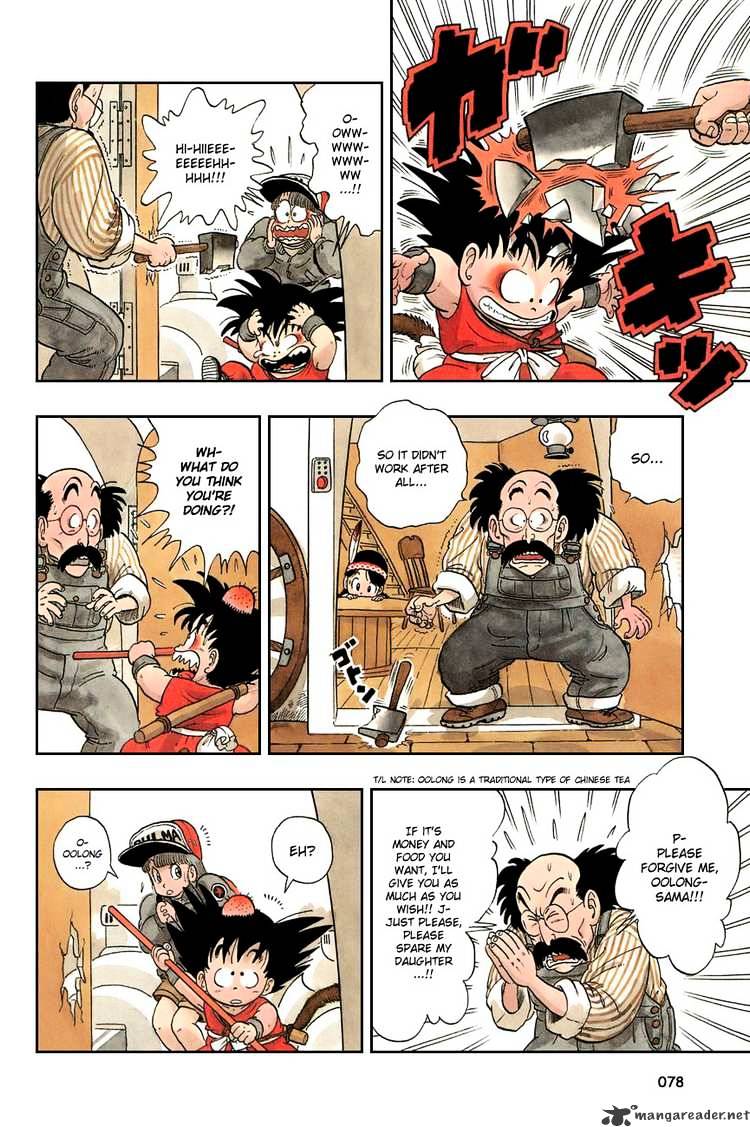 ガ
キ
ッ
O-
OWW-
WWW-
WWW-
WW
...!!
HI-HIIEEE-
EEEEEEHH-
HHH!!!
SO...
SO IT DIDN'T
WORK AFTER
ALL...
ゴトン
WH-
WHAT DO
YOU THINK
YOU'RE
DOING?!
T/L NOTE: OOLONG IS A TRADITIONAL TYPE OF CHINESE TEA
P-
PLEASE
FORGIVE ME,
OOLONG-
SAMA!!!
IF IT'S
MONEY AND
FOOD YOU
WANT, I'LL
GIVE YOU AS
MUCH AS YOU
WISH!! J-
JUST PLEASE,
PLEASE
SPARE MY
DAUGHTER
...!!
EH?
O-
OOLONG
...?
BULMA
078
mangareader.net